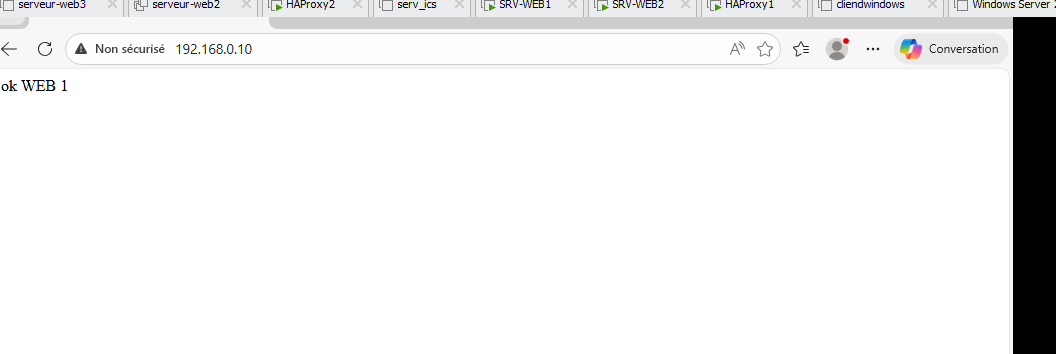 serveur-web3 serveur-web2 HAProxy2 serv_ics SRV-WEB1 SRV-WEB2 HAProxy1 cliendwindows Windows Server
Non sécurisé 192.168.0.10 Conversation
ok WEB 1